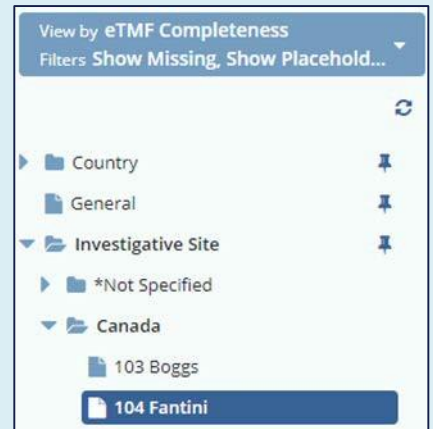 View by eTMF Completeness
Filters Show Missing, Show Placehold...
Country
General
Investigative Site
*Not Specified
Canada
103 Boggs
104 Fantini